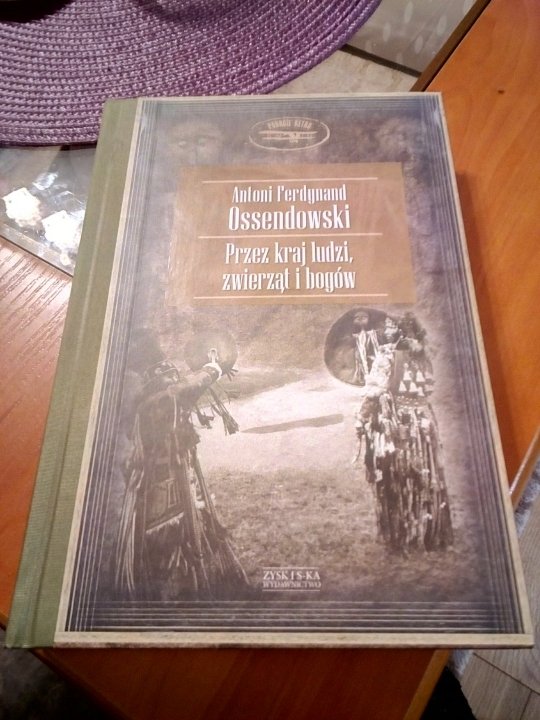 Antoni Ferdynand
Ossendowski
Przez kraj ludzi,
zwierząt i bogów
ZYSK I S-KA
WYDAWNICTWO